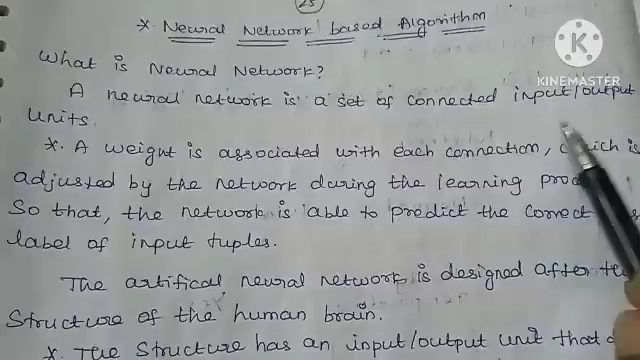 25
* Neural Network based Algorithm
What is Neural Network?
A neural network is a set of connected input/output
units.
*. A weight is associated with each connection, which is
adjusted by the network during the learning
So that, the network is able to predict the correct
label of input tuples.
The artifical neural network is designed after the
Structure of the human brain.
*. The structure has an input/output unit that
KINEMASTER